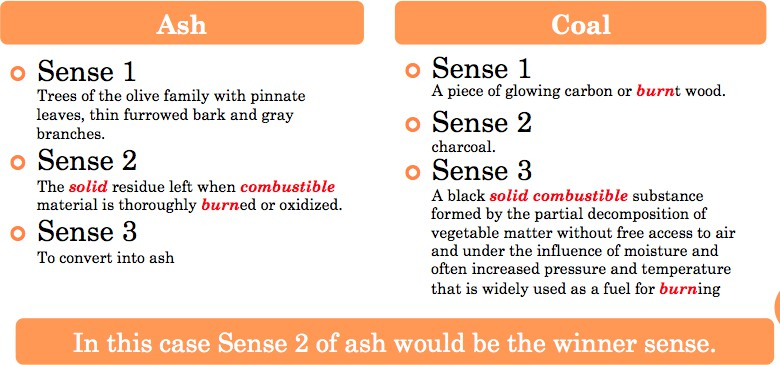 Ash
Sense 1
Trees of the olive family with pinnate
leaves, thin furrowed bark and gray
branches.
Sense 2
The solid residue left when combustible
material is thoroughly burned or oxidized.
Sense 3
To convert into ash
Coal
Sense 1
A piece of glowing carbon or burnt wood.
Sense 2
charcoal.
Sense 3
A black solid combustible substance
formed by the partial decomposition of
vegetable matter without free access to air
and under the influence of moisture and
often increased pressure and temperature
that is widely used as a fuel for burning
In this case Sense 2 of ash would be the winner sense.